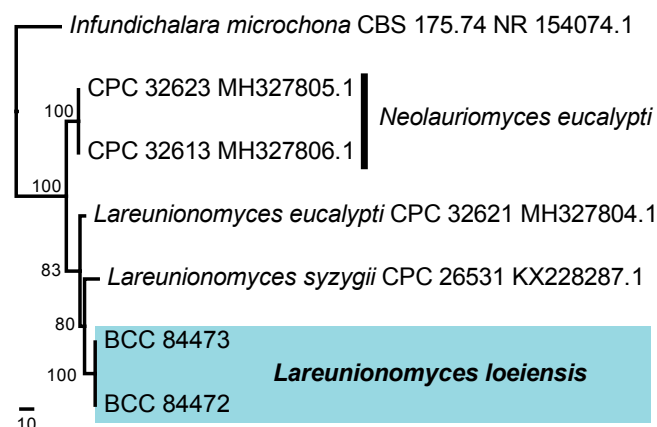 Infundichalara microchona CBS 175.74 NR 154074.1
CPC 32623 MH327805.1
100
Neolauriomyces eucalypti
CPC 32613 MH327806.1
100
Lareunionomyces eucalypti CPC 32621 MH327804.1
83
Lareunionomyces syzygii CPC 26531 KX228287.1
80
BCC 84473
100
Lareunionomyces loeiensis
BCC 84472
10